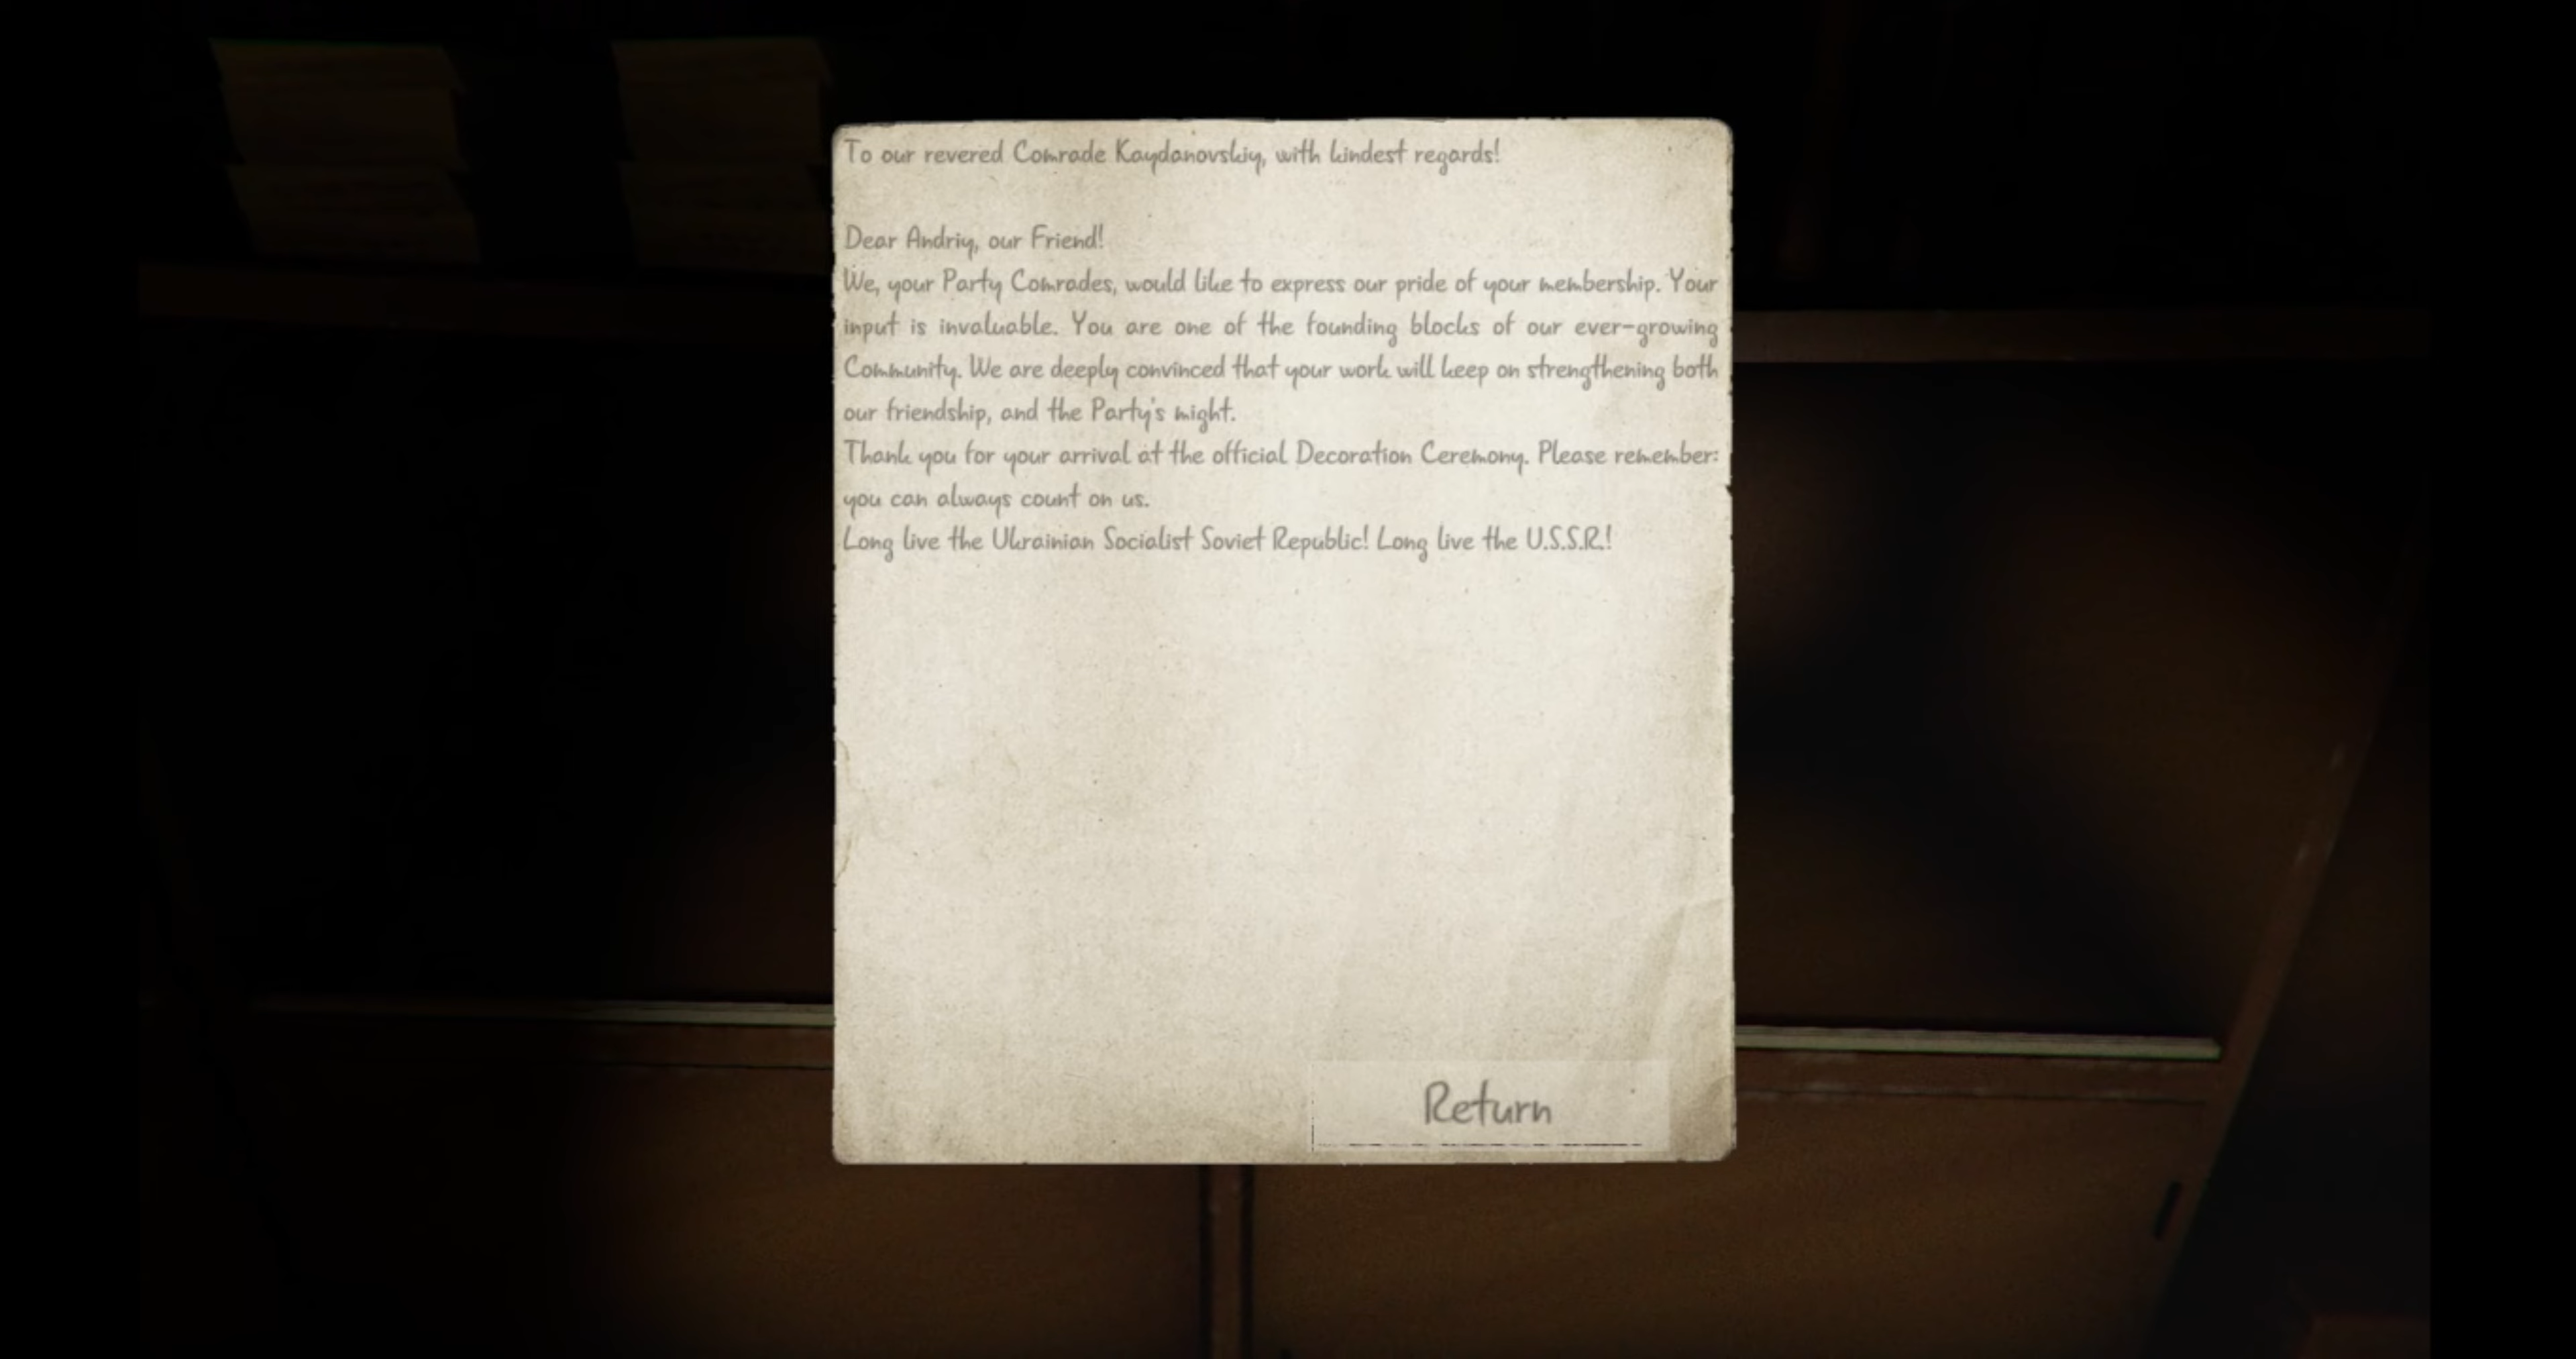 To our revered Comrade Kaydanovskiy, with kindest regards!
Dear Andriy, our Friend!
We, your Party Comrades, would like to express our pride of your membership. Your
input is invaluable. You are one of the founding blocks of our ever-growing
Community. We are deeply convinced that your work will keep on strengthening both
our friendship, and the Party's might.
Thank you for your arrival at the official Decoration Ceremony. Please remember:
you can always count on us.
Long live the Ukrainian Socialist Soviet Republic! Long live the U.S.S.R.!
Return